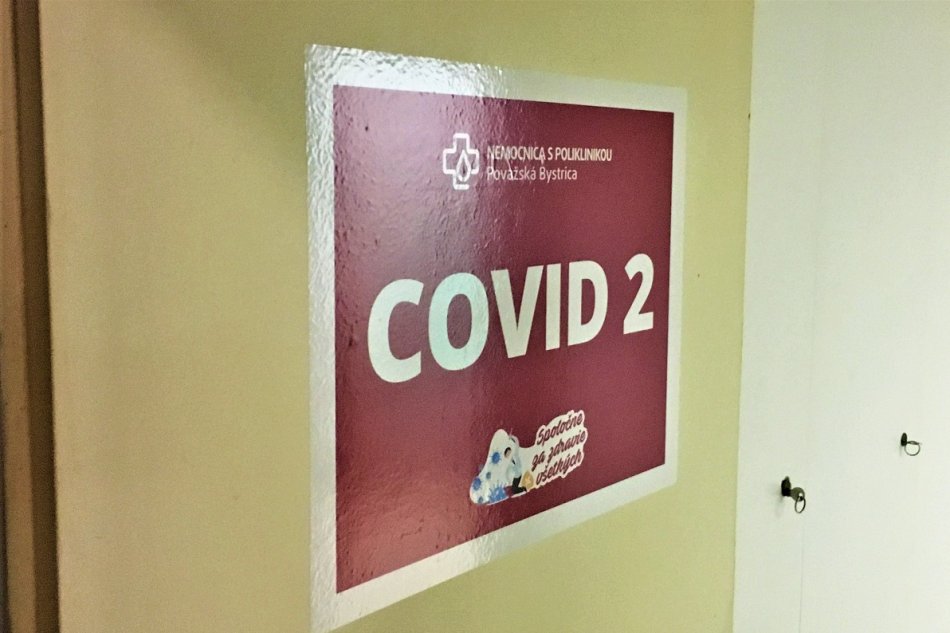 NEMOCNICA S POLIKLINIKOU
Považská Bystrica
COVID 2
Spoločne
za zdravie
všetkých